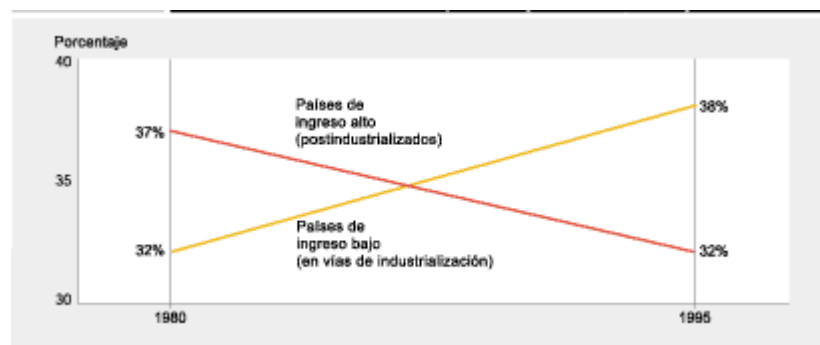 Porcentaje
40
37%
Países de
ingreso alto
(postindustrializados)
38%
35
32%
Países de
ingreso bajo
(en vías de industrialización)
32%
30
1980
1995